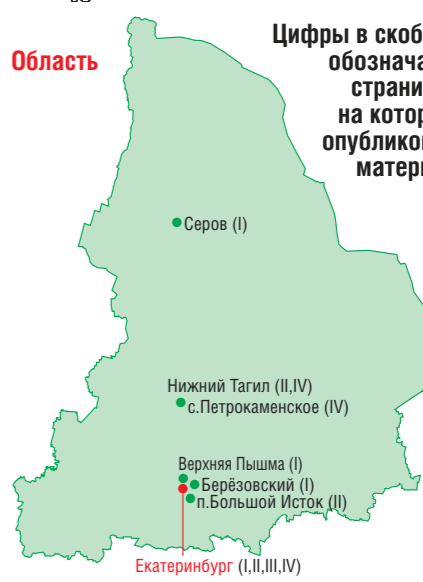 Область
Цифры в скоб
обознача
страни
на котор
опубликов
матери
Серов (I)
Нижний Тагил (II,IV)
с.Петрокаменское (IV)
Верхняя Пышма (I)
Берёзовский (I)
п.Большой Исток (II)
Екатеринбург (I,II,III,IV)